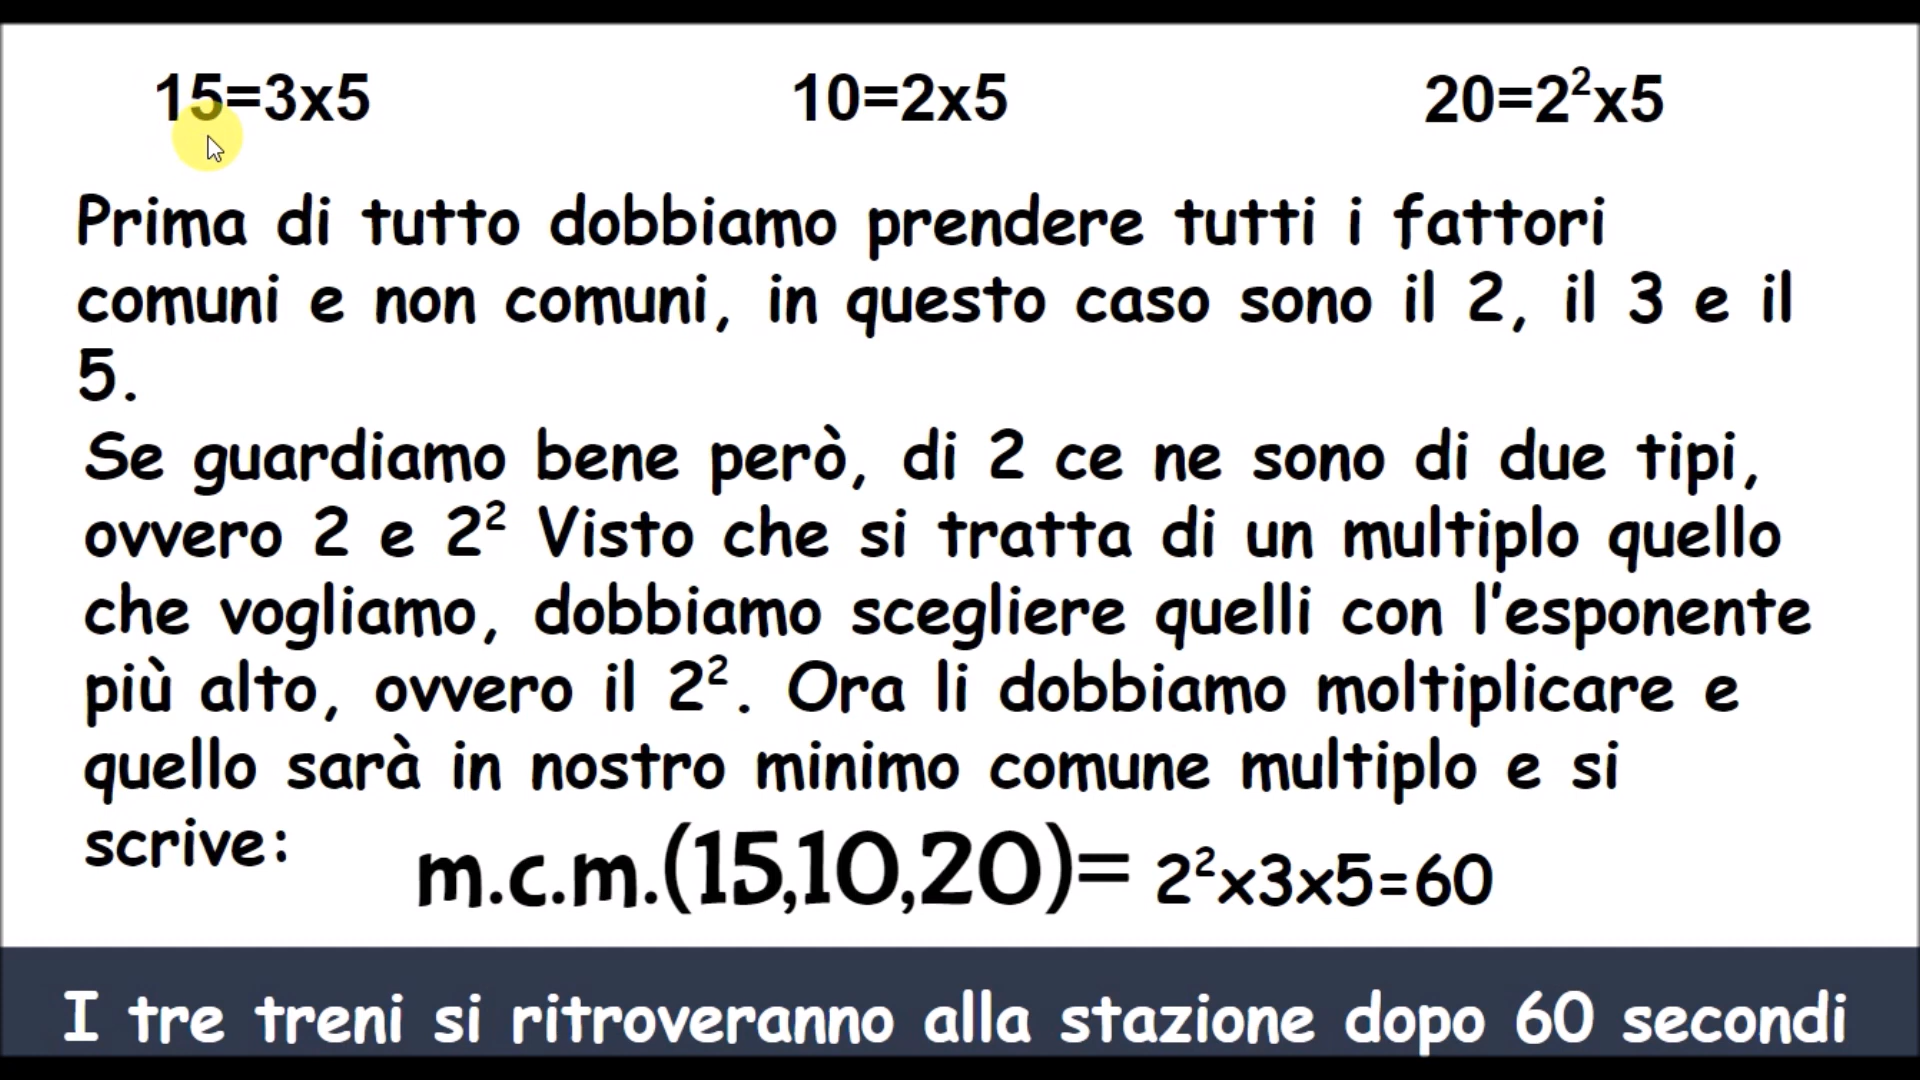 15=3x5 10=2x5 20=2²x5
Prima di tutto dobbiamo prendere tutti i fattori
comuni e non comuni, in questo caso sono il 2, il 3 e il
5.
Se guardiamo bene però, di 2 ce ne sono di due tipi,
ovvero 2 e 2² Visto che si tratta di un multiplo quello
che vogliamo, dobbiamo scegliere quelli con l'esponente
più alto, ovvero il 2². Ora li dobbiamo moltiplicare e
quello sarà in nostro minimo comune multiplo e si
scrive: m.c.m.(15,10,20)= 2²x3x5=60
I tre treni si ritroveranno alla stazione dopo 60 secondi